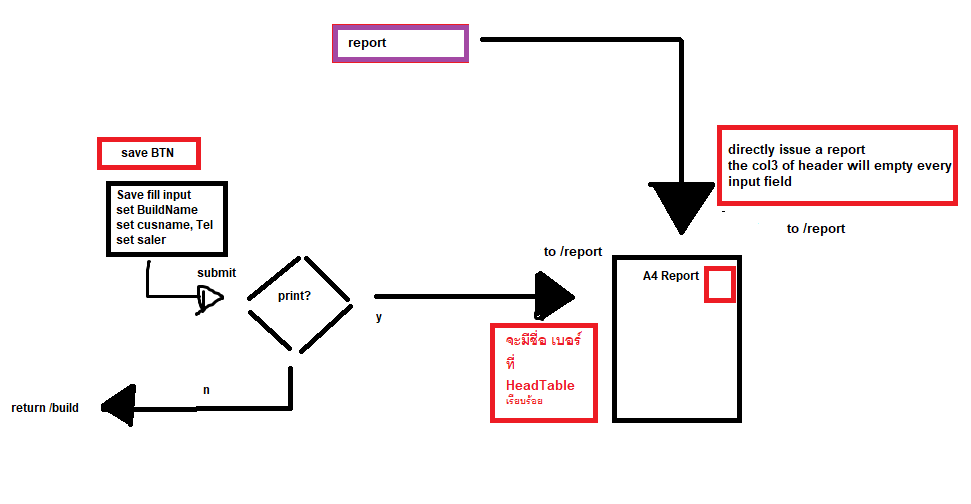 report
save BTN
directly issue a report
the col3 of header will empty every
input field
Save fill input
set BuildName
set cusname, Tel
set saler
to /report
to /report
submit
A4 Report
print?
y
จะมีชื่อ เบอร์
ที่
HeadTable
เรียบร้อย
n
return /build